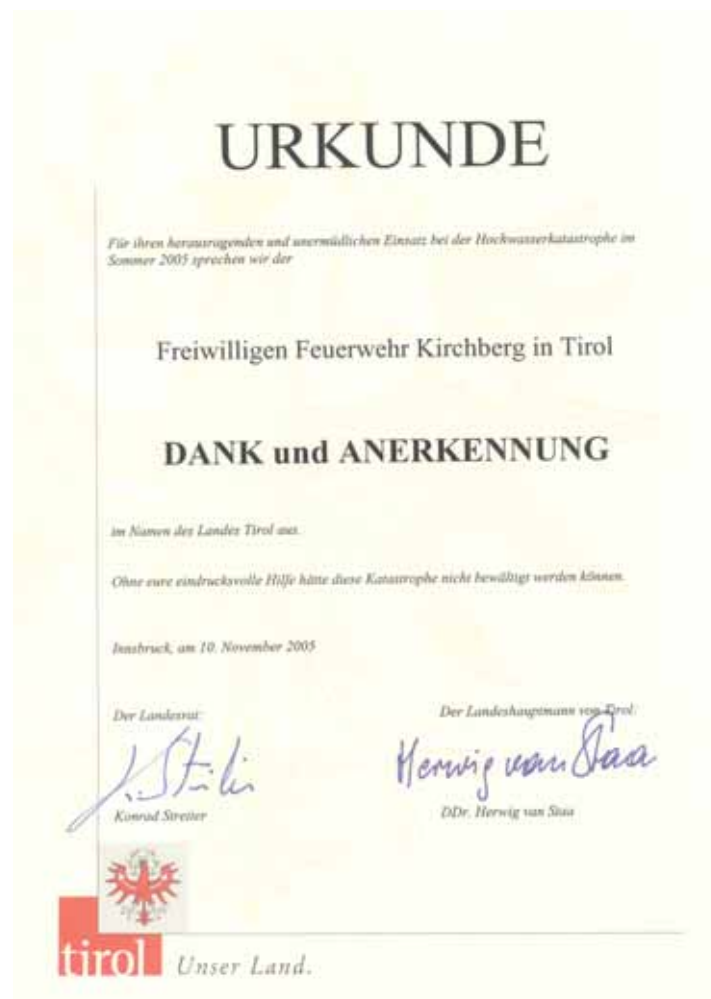 URKUNDE
Für ihren herausragenden und unermüdlichen Einsatz bei der Hochwasserkatastrophe im
Sommer 2005 sprechen wir der
Freiwilligen Feuerwehr Kirchberg in Tirol
DANK und ANERKENNUNG
im Namen des Landes Tirol aus.
Ohne eure eindrucksvolle Hilfe hätte diese Katastrophe nicht bewältigt werden können.
Innsbruck, am 10. November 2005
Der Landesrat:
Der Landeshauptmann von Tirol:
K. Streiter
Herwig van Staa
Konrad Streiter
DDr. Herwig van Staa
tirol Unser Land.